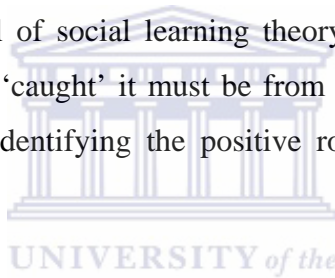 l of social learning theory
‘caught’ it must be from
dentifying the positive ro
UNIVERSITY of the